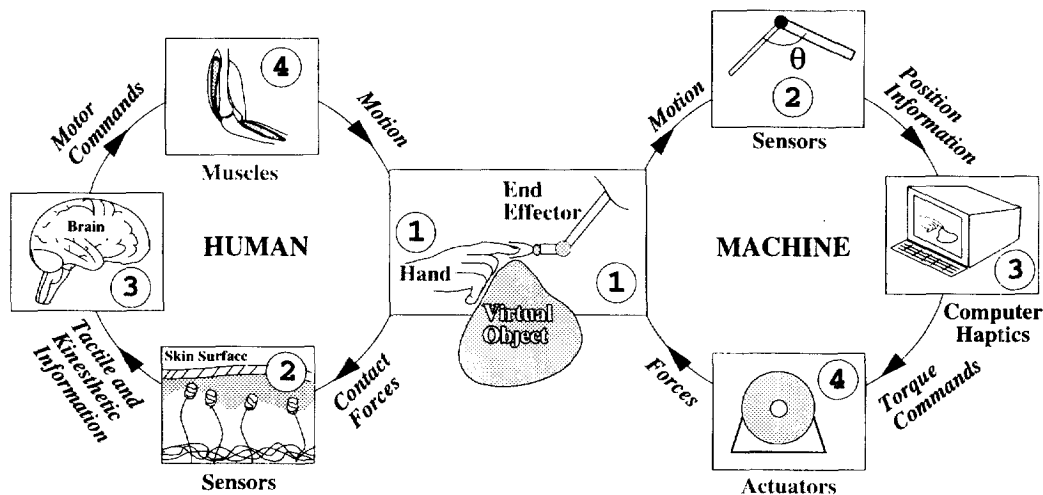 4
Muscles
Motor
Commands
Motion
Brain
3
HUMAN
Tactile and
Kinesthetic
Information
Skin Surface
2
Sensors
Contact
Forces
1
Hand
End
Effector
1
Virtual
Object
Motion
θ
2
Sensors
Position
Information
MACHINE
3
Computer
Haptics
Torque
Commands
4
Actuators
Forces